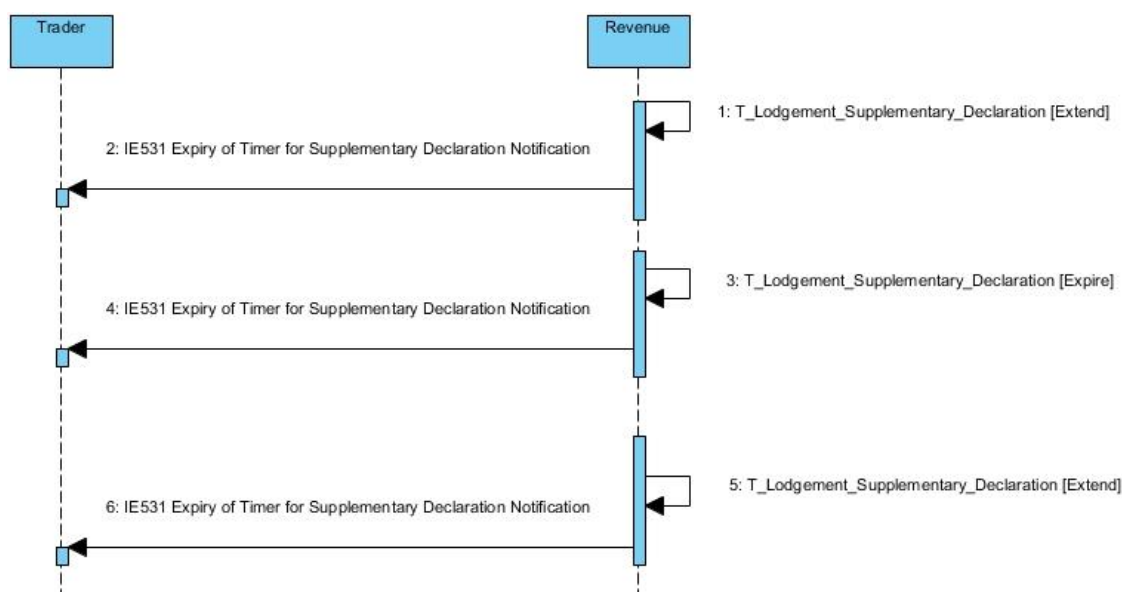 Trader
Revenue
1: T_Lodgement_Supplementary_Declaration [Extend]
2: IE531 Expiry of Timer for Supplementary Declaration Notification
3: T_Lodgement_Supplementary_Declaration [Expire]
4: IE531 Expiry of Timer for Supplementary Declaration Notification
5: T_Lodgement_Supplementary_Declaration [Extend]
6: IE531 Expiry of Timer for Supplementary Declaration Notification